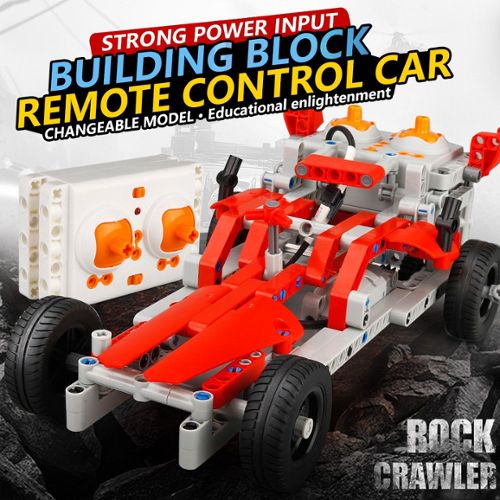 STRONG POWER INPUT
BUILDING BLOCK
REMOTE CONTROL CAR
CHANGEABLE MODEL • Educational enlightenment
ROCK
CRAWLER